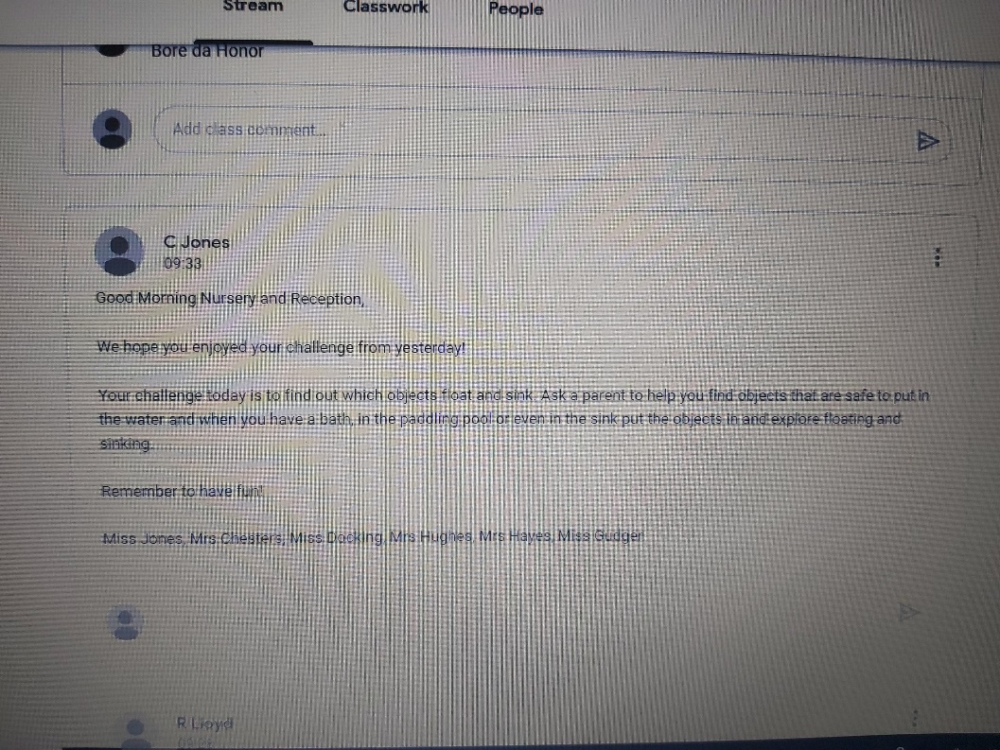 Stream Classwork People
Bore da Honor
Add class comment...
C Jones
09:33
Good Morning Nursery and Reception,
We hope you enjoyed your challenge from yesterday!
Your challenge today is to find out which objects float and sink. Ask a parent to help you find objects that are safe to put in
the water and when you have a bath, in the paddling pool or even in the sink put the objects in and explore floating and
sinking.
Remember to have fun!
Miss Jones, Mrs Chesters, Miss Docking, Mrs Hughes, Mrs Hayes, Miss Gudger
R Lloyd